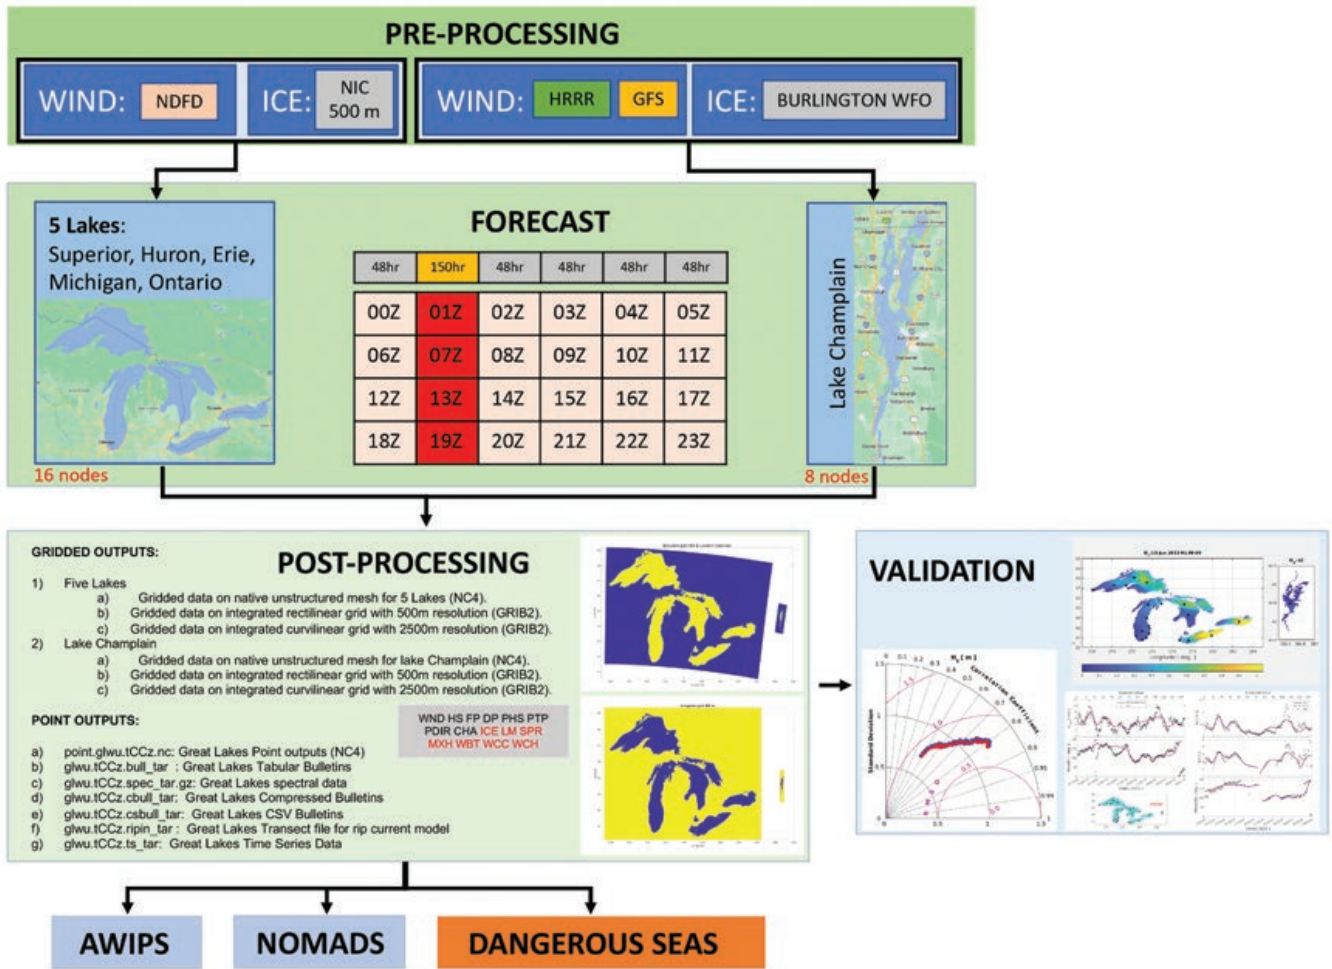 PRE-PROCESSING
WIND: NDFD ICE: NIC 500 m
WIND: HRRR GFS ICE: BURLINGTON WFO
5 Lakes:
Superior, Huron, Erie,
Michigan, Ontario
16 nodes
FORECAST
48hr 150hr 48hr 48hr 48hr 48hr
00Z 01Z 02Z 03Z 04Z 05Z
06Z 07Z 08Z 09Z 10Z 11Z
12Z 13Z 14Z 15Z 16Z 17Z
18Z 19Z 20Z 21Z 22Z 23Z
Lake Champlain
8 nodes
POST-PROCESSING
GRIDDED OUTPUTS:
1) Five Lakes
a) Gridded data on native unstructured mesh for 5 Lakes (NC4).
b) Gridded data on integrated rectilinear grid with 500m resolution (GRIB2).
c) Gridded data on integrated curvilinear grid with 2500m resolution (GRIB2).
2) Lake Champlain
a) Gridded data on native unstructured mesh for lake Champlain (NC4).
b) Gridded data on integrated rectilinear grid with 500m resolution (GRIB2).
c) Gridded data on integrated curvilinear grid with 2500m resolution (GRIB2).
POINT OUTPUTS:
a) point.glwu.tCCz.nc: Great Lakes Point outputs (NC4)
b) glwu.tCCz.bull_tar : Great Lakes Tabular Bulletins
c) glwu.tCCz.spec_tar.gz: Great Lakes spectral data
d) glwu.tCCz.cbull_tar: Great Lakes Compressed Bulletins
e) glwu.tCCz.csbull_tar: Great Lakes CSV Bulletins
f) glwu.tCCz.ripin_tar : Great Lakes Transect file for rip current model
g) glwu.tCCz.ts_tar: Great Lakes Time Series Data
WND HS FP DP PHS PTP
PDIR CHA ICE LM SPR
MXH WBT WCC WCH
VALIDATION
Hs [m]
Correlation Coefficient
Standard Deviation
Longitude [deg.]
AWIPS
NOMADS
DANGEROUS SEAS